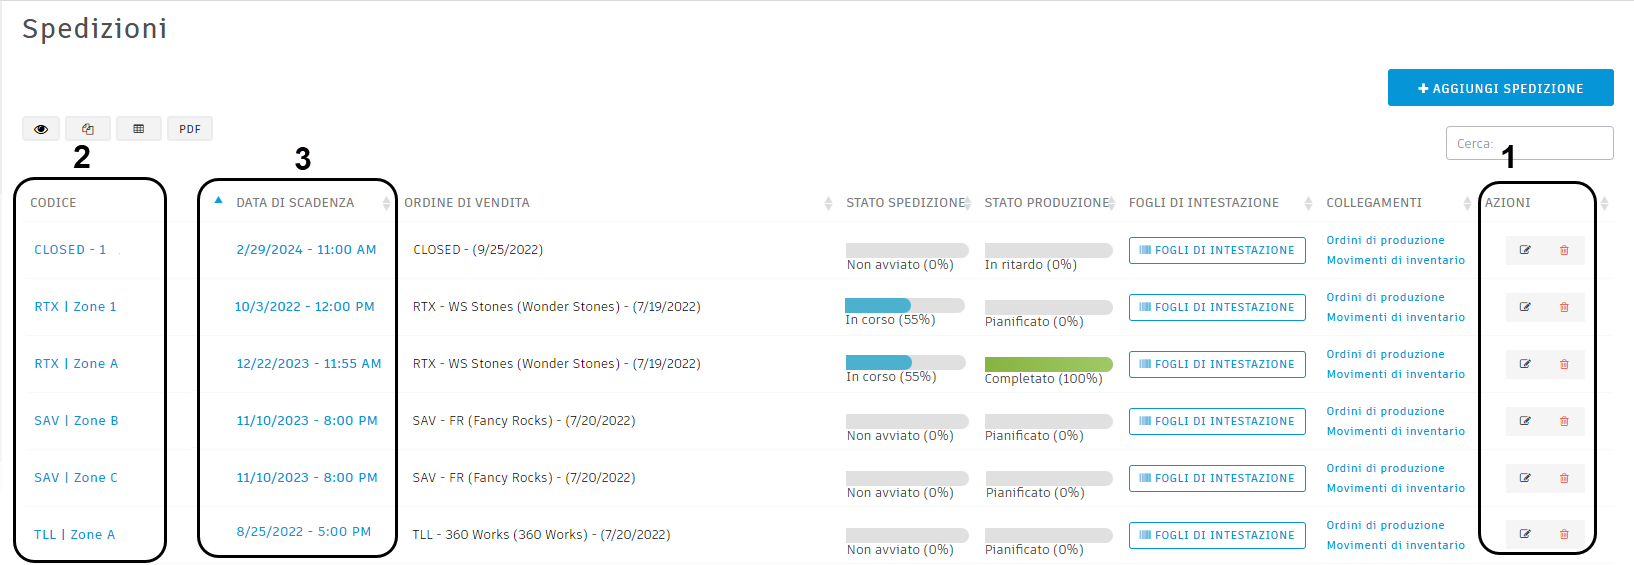 Spedizioni
+ AGGIUNGI SPEDIZIONE
PDF
Cerca:
2 3 1
CODICE DATA DI SCADENZA ORDINE DI VENDITA STATO SPEDIZIONE STATO PRODUZIONE FOGLI DI INTESTAZIONE COLLEGAMENTI AZIONI
CLOSED - 1 2/29/2024 - 11:00 AM CLOSED - (9/25/2022) Non avviato (0%) In ritardo (0%) FOGLI DI INTESTAZIONE Ordini di produzione
Movimenti di inventario
RTX | Zone 1 10/3/2022 - 12:00 PM RTX - WS Stones (Wonder Stones) - (7/19/2022) In corso (55%) Pianificato (0%) FOGLI DI INTESTAZIONE Ordini di produzione
Movimenti di inventario
RTX | Zone A 12/22/2023 - 11:55 AM RTX - WS Stones (Wonder Stones) - (7/19/2022) In corso (55%) Completato (100%) FOGLI DI INTESTAZIONE Ordini di produzione
Movimenti di inventario
SAV | Zone B 11/10/2023 - 8:00 PM SAV - FR (Fancy Rocks) - (7/20/2022) Non avviato (0%) Pianificato (0%) FOGLI DI INTESTAZIONE Ordini di produzione
Movimenti di inventario
SAV | Zone C 11/10/2023 - 8:00 PM SAV - FR (Fancy Rocks) - (7/20/2022) Non avviato (0%) Pianificato (0%) FOGLI DI INTESTAZIONE Ordini di produzione
Movimenti di inventario
TLL | Zone A 8/25/2022 - 5:00 PM TLL - 360 Works (360 Works) - (7/20/2022) Non avviato (0%) Pianificato (0%) FOGLI DI INTESTAZIONE Ordini di produzione
Movimenti di inventario